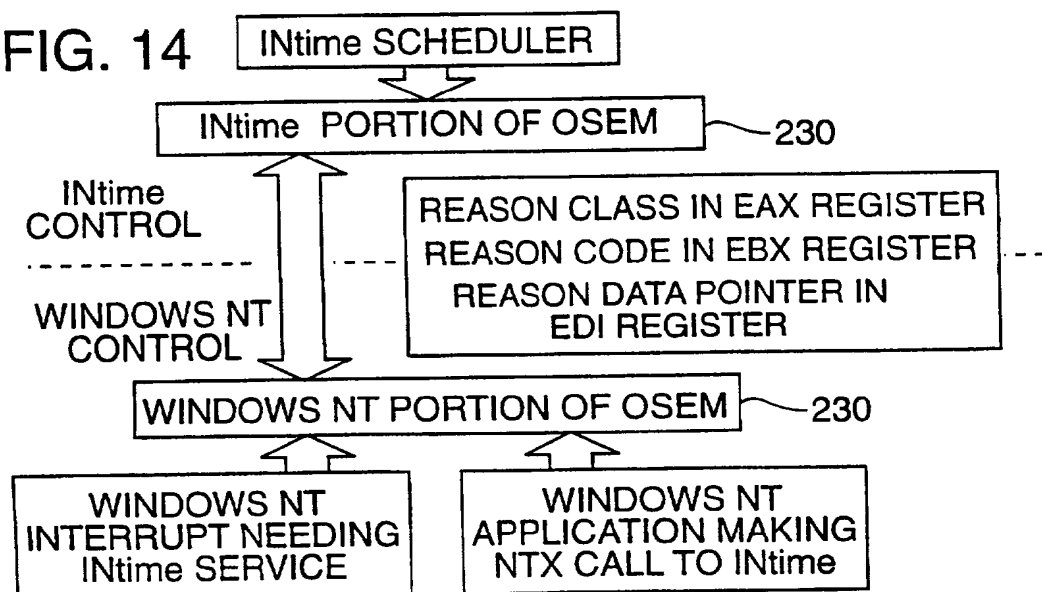 FIG. 14
INtime SCHEDULER
INtime PORTION OF OSEM
230
INtime
CONTROL
REASON CLASS IN EAX REGISTER
REASON CODE IN EBX REGISTER
REASON DATA POINTER IN
EDI REGISTER
WINDOWS NT
CONTROL
WINDOWS NT PORTION OF OSEM
230
WINDOWS NT
INTERRUPT NEEDING
INtime SERVICE
WINDOWS NT
APPLICATION MAKING
NTX CALL TO INtime